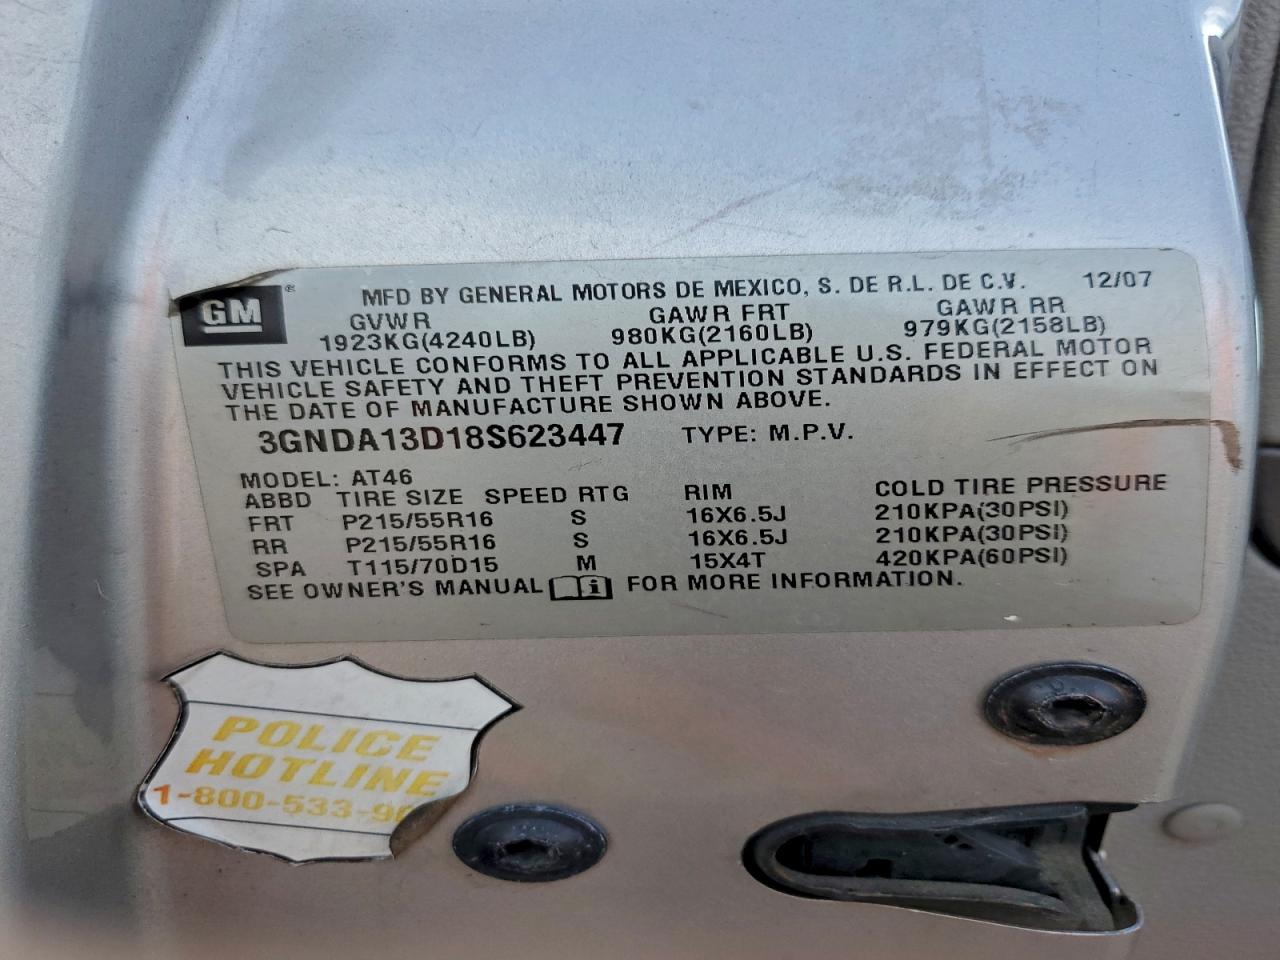 GM ®
MFD BY GENERAL MOTORS DE MEXICO, S. DE R.L. DE C.V. 12/07
GVWR GAWR FRT GAWR RR
1923KG(4240LB) 980KG(2160LB) 979KG(2158LB)
THIS VEHICLE CONFORMS TO ALL APPLICABLE U.S. FEDERAL MOTOR
VEHICLE SAFETY AND THEFT PREVENTION STANDARDS IN EFFECT ON
THE DATE OF MANUFACTURE SHOWN ABOVE.
3GNDA13D18S623447 TYPE: M.P.V.
MODEL: AT46
ABBD TIRE SIZE SPEED RTG RIM COLD TIRE PRESSURE
FRT P215/55R16 S 16X6.5J 210KPA(30PSI)
RR P215/55R16 S 16X6.5J 210KPA(30PSI)
SPA T115/70D15 M 15X4T 420KPA(60PSI)
SEE OWNER'S MANUAL i FOR MORE INFORMATION.
POLICE
HOTLINE
1-800-533-9